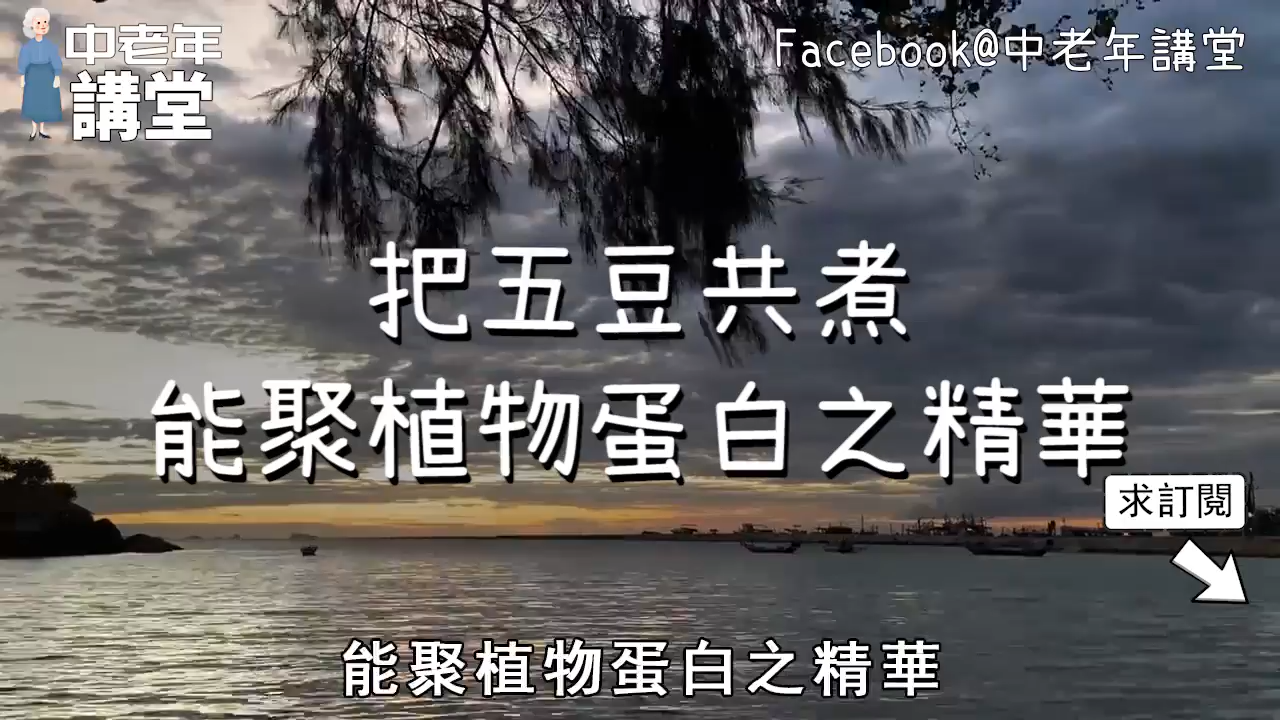 中老年
講堂
Facebook@中老年講堂
把五豆共煮
能聚植物蛋白之精華
求訂閱
能聚植物蛋白之精華